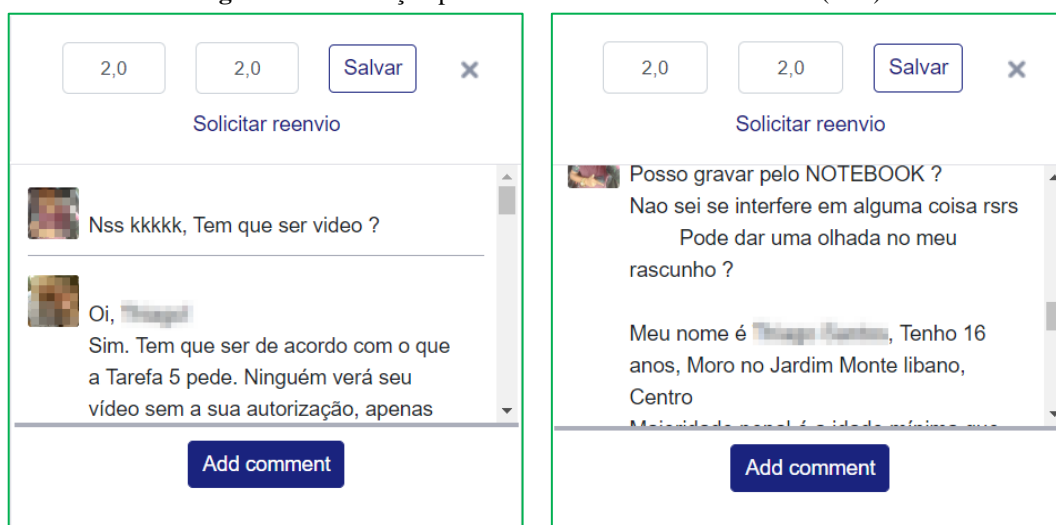 2,0 2,0 Salvar
Solicitar reenvio
Nss kkkkk, Tem que ser video ?
Oi,
Sim. Tem que ser de acordo com o que
a Tarefa 5 pede. Ninguém verá seu
vídeo sem a sua autorização, apenas
Add comment
2,0 2,0 Salvar
Solicitar reenvio
Posso gravar pelo NOTEBOOK ?
Nao sei se interfere em alguma coisa rsrs
Pode dar uma olhada no meu
rascunho ?
Meu nome é , Tenho 16
anos, Moro no Jardim Monte libano,
Centro
Add comment